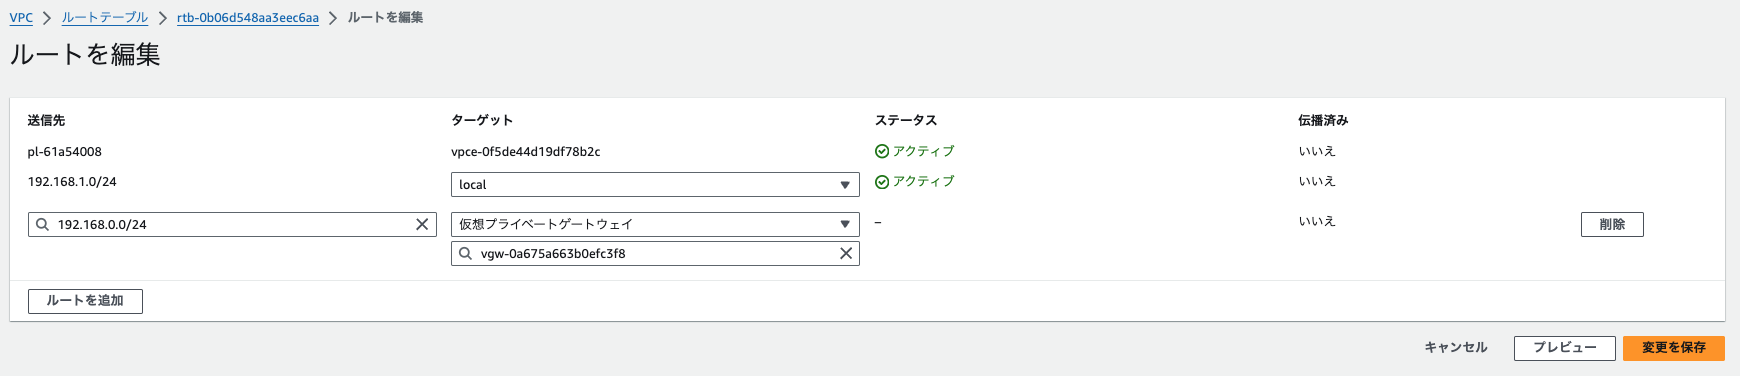 VPC > ルートテーブル > rtb-0b06d548aa3eec6aa > ルートを編集
ルートを編集
送信先 ターゲット ステータス 伝播済み
pl-61a54008 vpce-0f5de44d19df78b2c アクティブ いいえ
192.168.1.0/24 local アクティブ いいえ
192.168.0.0/24 仮想プライベートゲートウェイ – いいえ 削除
vgw-0a675a663b0efc3f8
ルートを追加
キャンセル プレビュー 変更を保存